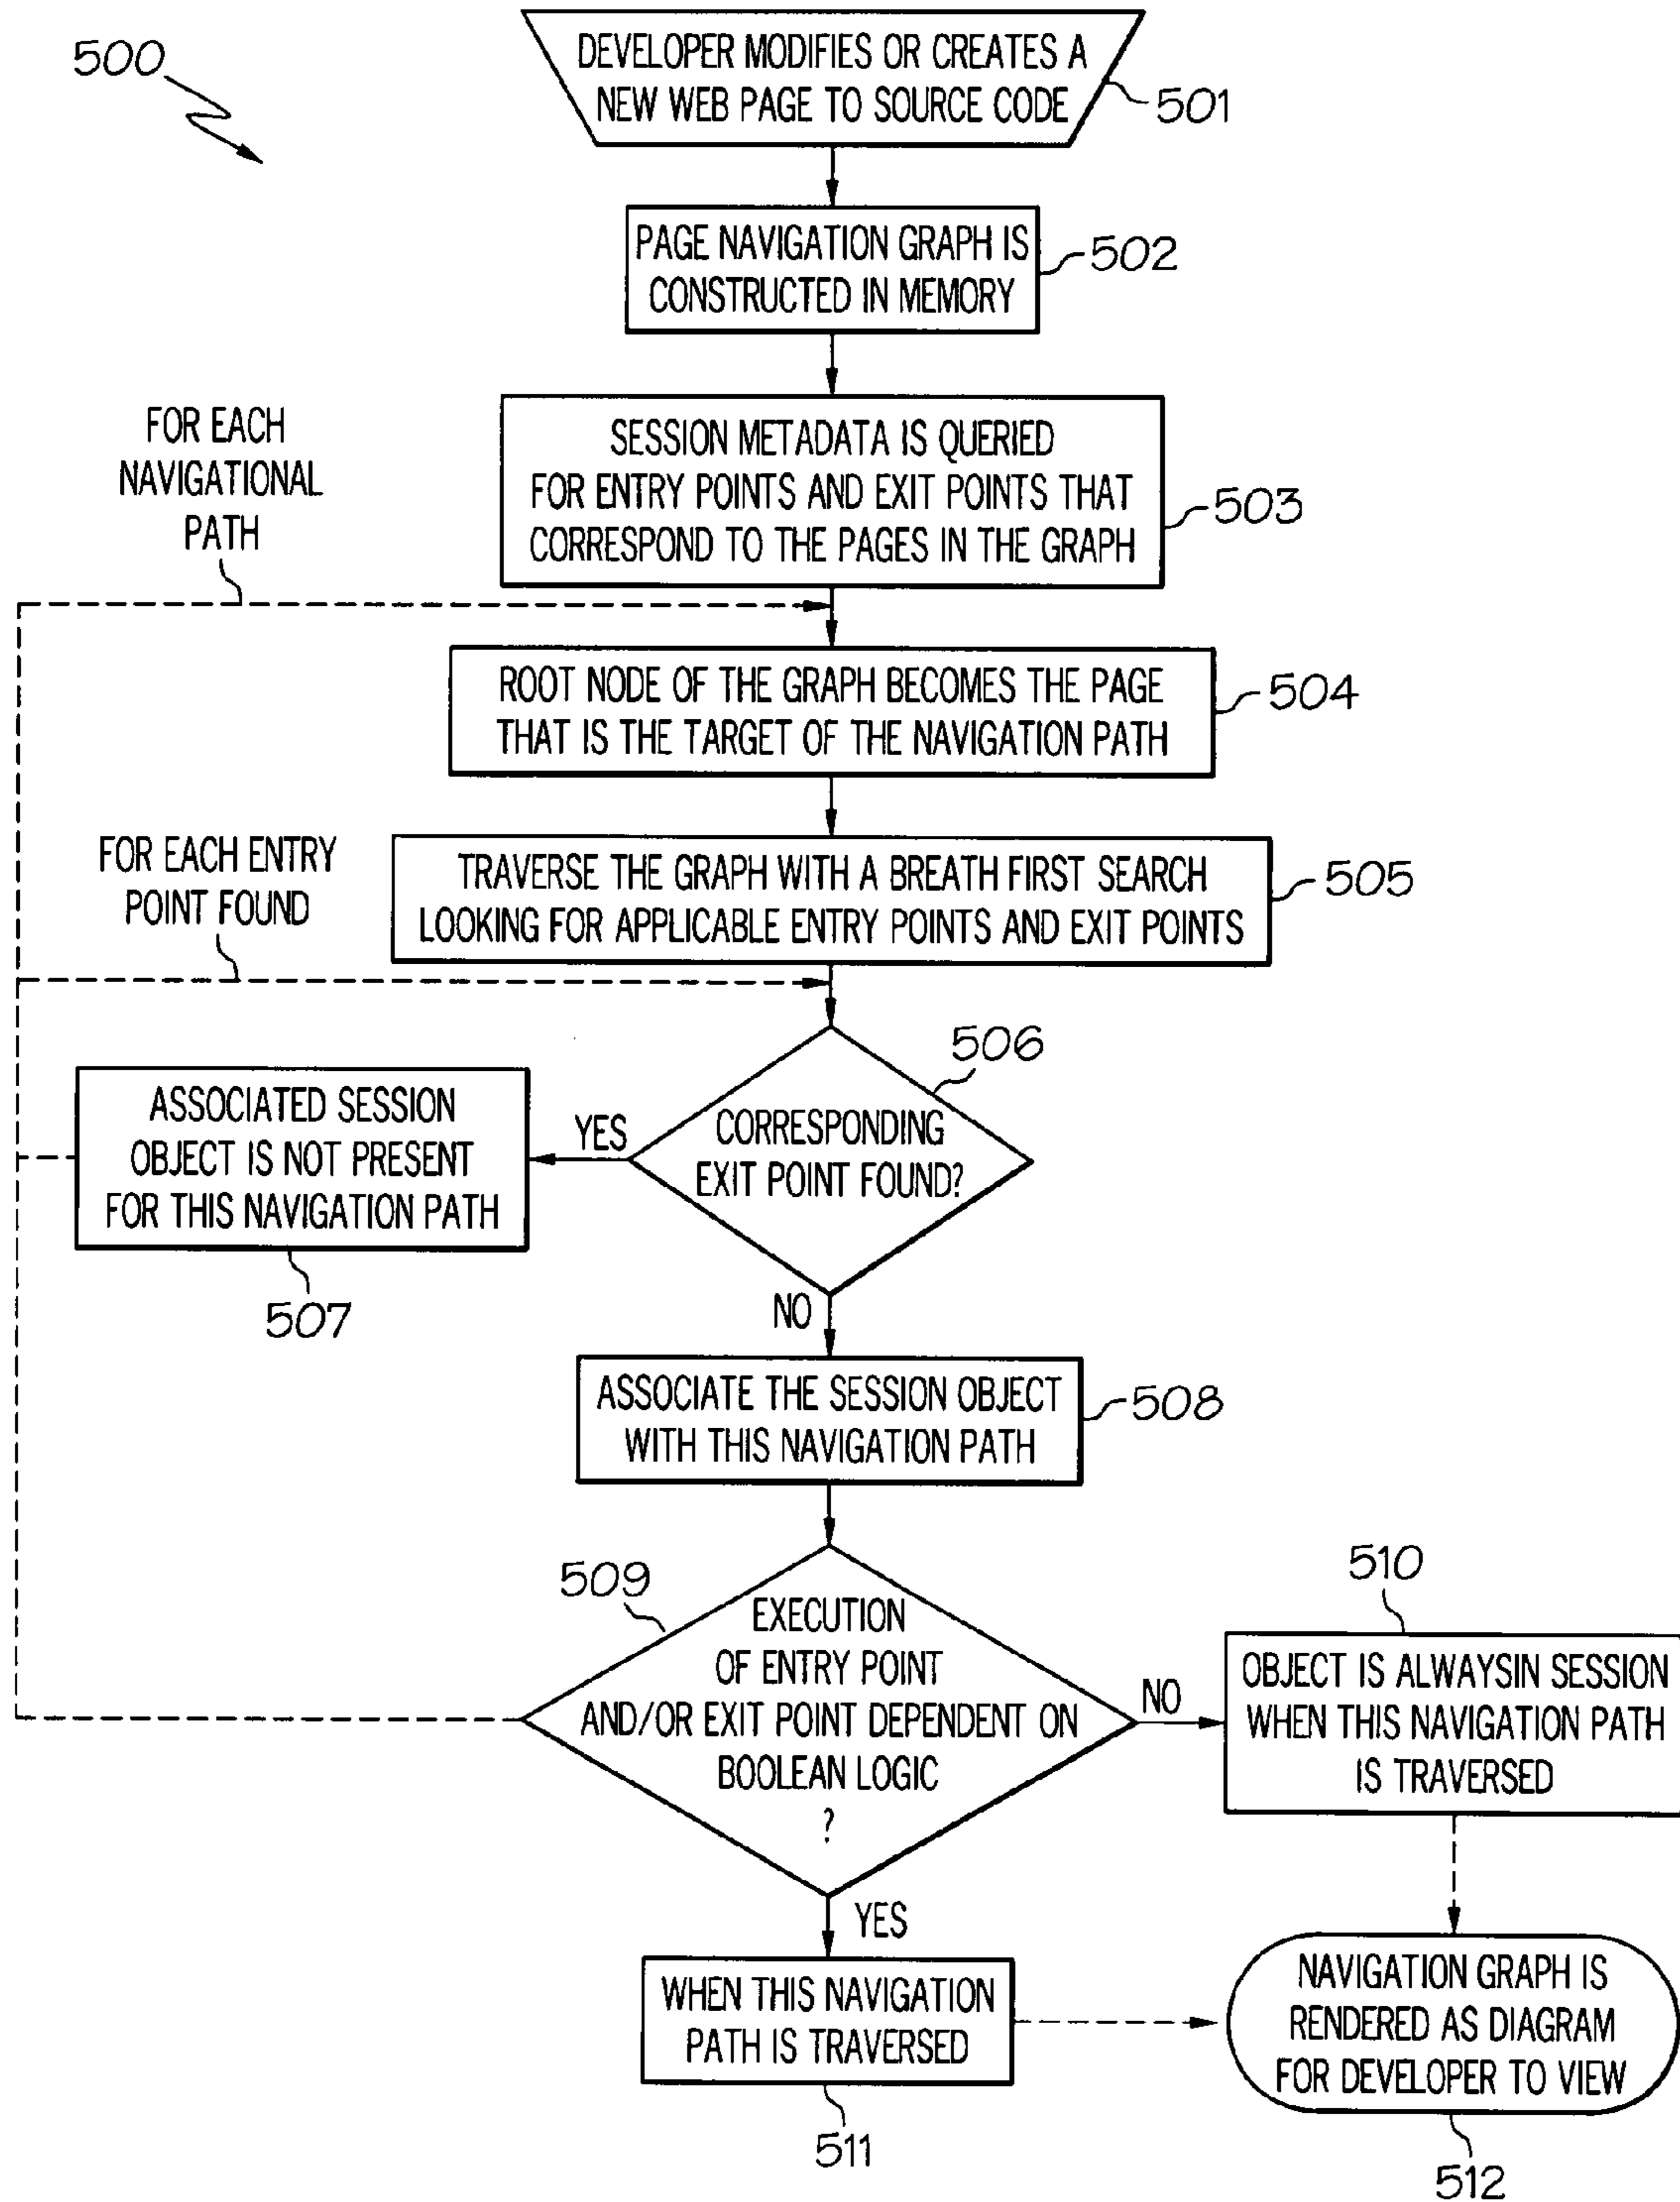 500
DEVELOPER MODIFIES OR CREATES A
NEW WEB PAGE TO SOURCE CODE
501
PAGE NAVIGATION GRAPH IS
CONSTRUCTED IN MEMORY
502
FOR EACH
NAVIGATIONAL
PATH
SESSION METADATA IS QUERIED
FOR ENTRY POINTS AND EXIT POINTS THAT
CORRESPOND TO THE PAGES IN THE GRAPH
503
ROOT NODE OF THE GRAPH BECOMES THE PAGE
THAT IS THE TARGET OF THE NAVIGATION PATH
504
FOR EACH ENTRY
POINT FOUND
TRAVERSE THE GRAPH WITH A BREATH FIRST SEARCH
LOOKING FOR APPLICABLE ENTRY POINTS AND EXIT POINTS
505
506
CORRESPONDING
EXIT POINT FOUND?
YES
ASSOCIATED SESSION
OBJECT IS NOT PRESENT
FOR THIS NAVIGATION PATH
507
NO
ASSOCIATE THE SESSION OBJECT
WITH THIS NAVIGATION PATH
508
509
EXECUTION
OF ENTRY POINT
AND/OR EXIT POINT DEPENDENT ON
BOOLEAN LOGIC
?
NO
510
OBJECT IS ALWAYSIN SESSION
WHEN THIS NAVIGATION PATH
IS TRAVERSED
YES
WHEN THIS NAVIGATION
PATH IS TRAVERSED
511
NAVIGATION GRAPH IS
RENDERED AS DIAGRAM
FOR DEVELOPER TO VIEW
512